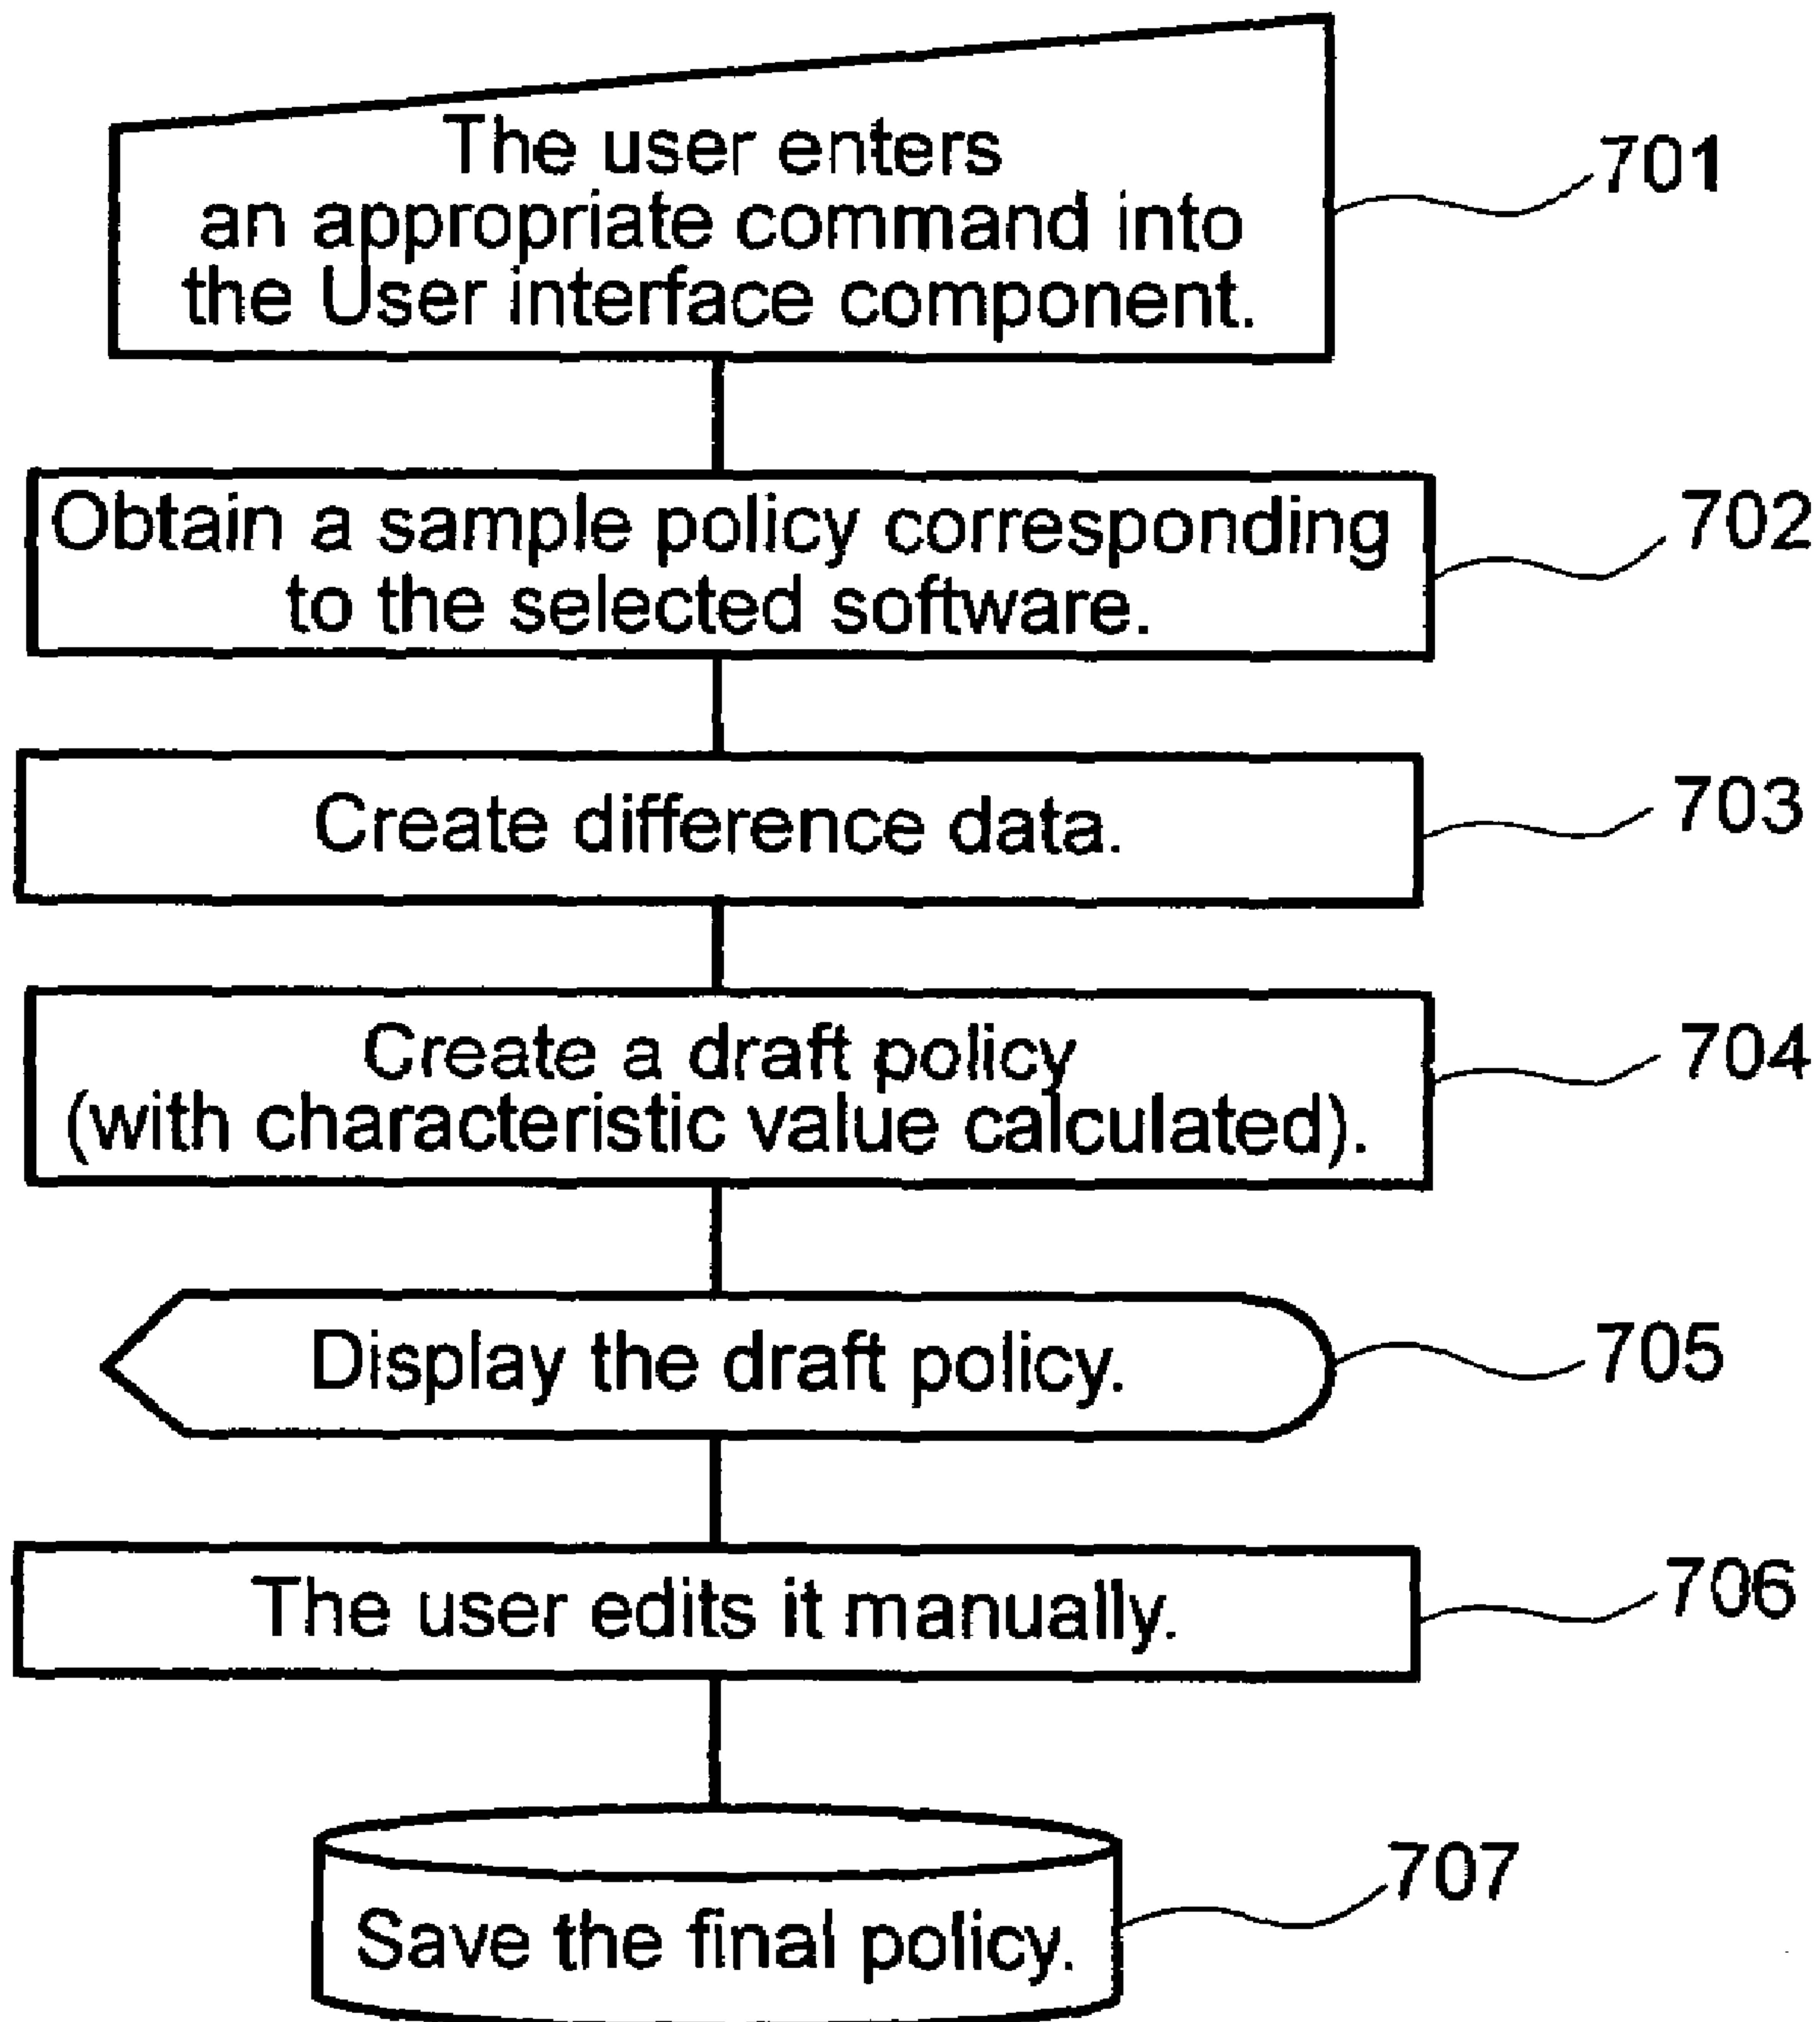 The user enters
an appropriate command into
the User interface component.
701
Obtain a sample policy corresponding
to the selected software.
702
Create difference data.
703
Create a draft policy
(with characteristic value calculated).
704
Display the draft policy.
705
The user edits it manually.
706
Save the final policy.
707